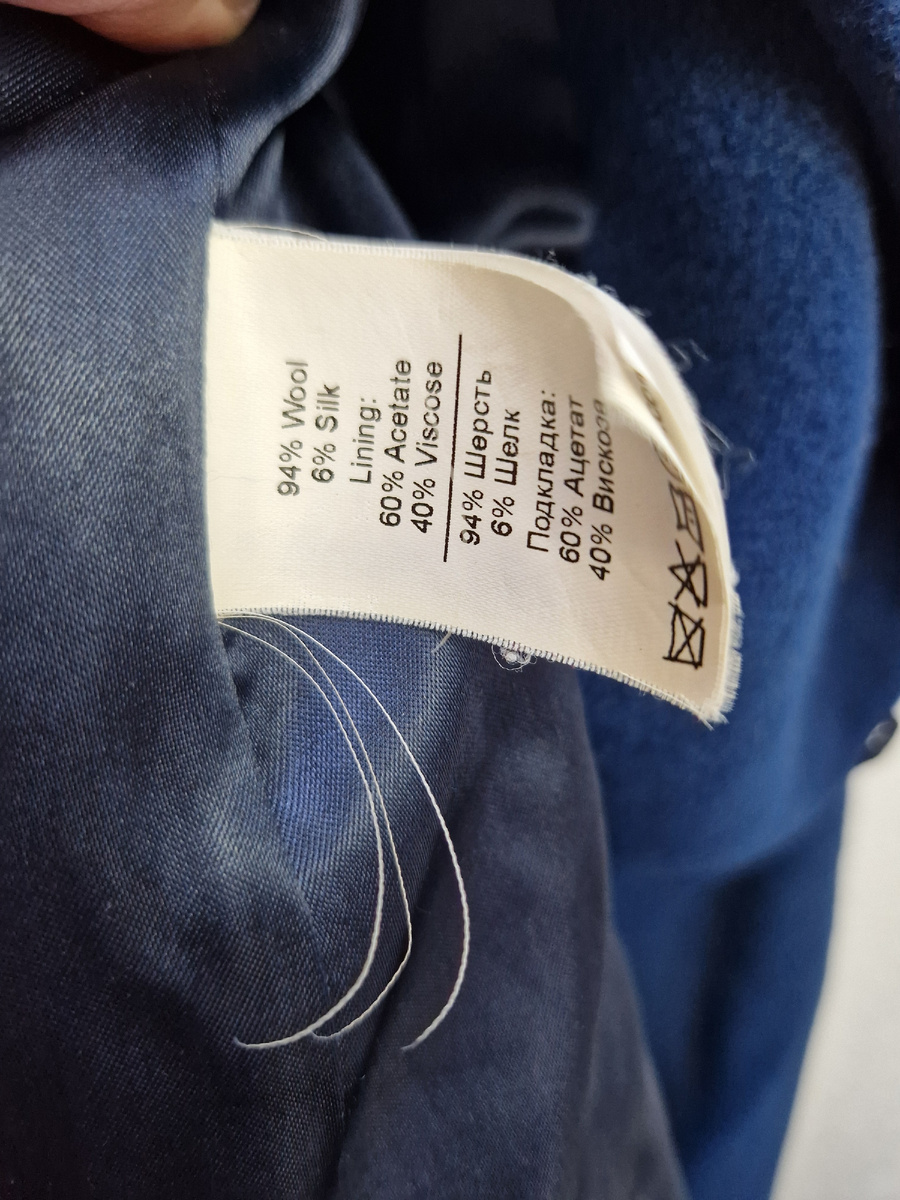 94% Wool
6% Silk
Lining:
60% Acetate
40% Viscose
94% Шерсть
6% Шелк
Подкладка:
60% Ацетат
40% Вискоза